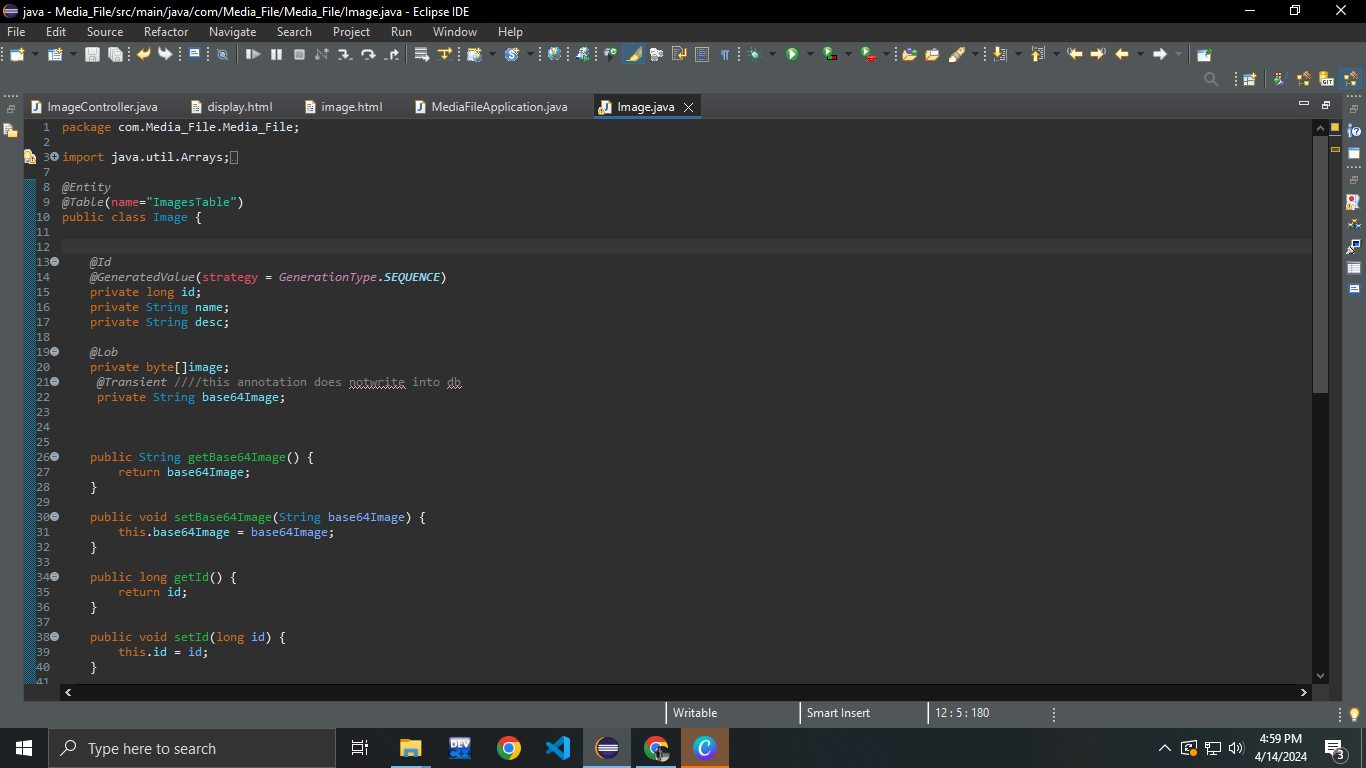 java - Media_File/src/main/java/com/Media_File/Media_File/Image.java - Eclipse IDE
File Edit Source Refactor Navigate Search Project Run Window Help
ImageController.java display.html image.html MediaFileApplication.java Image.java
1 package com.Media_File.Media_File;
2
3 import java.util.Arrays;
7
8 @Entity
9 @Table(name="ImagesTable")
10 public class Image {
11
12
13 @Id
14 @GeneratedValue(strategy = GenerationType.SEQUENCE)
15 private long id;
16 private String name;
17 private String desc;
18
19 @Lob
20 private byte[]image;
21 @Transient ////this annotation does notwrite into db
22 private String base64Image;
23
24
25
26 public String getBase64Image() {
27 return base64Image;
28 }
29
30 public void setBase64Image(String base64Image) {
31 this.base64Image = base64Image;
32 }
33
34 public long getId() {
35 return id;
36 }
37
38 public void setId(long id) {
39 this.id = id;
40 }
41
Writable Smart Insert 12 : 5 : 180
Type here to search
DEV
4:59 PM
4/14/2024
3